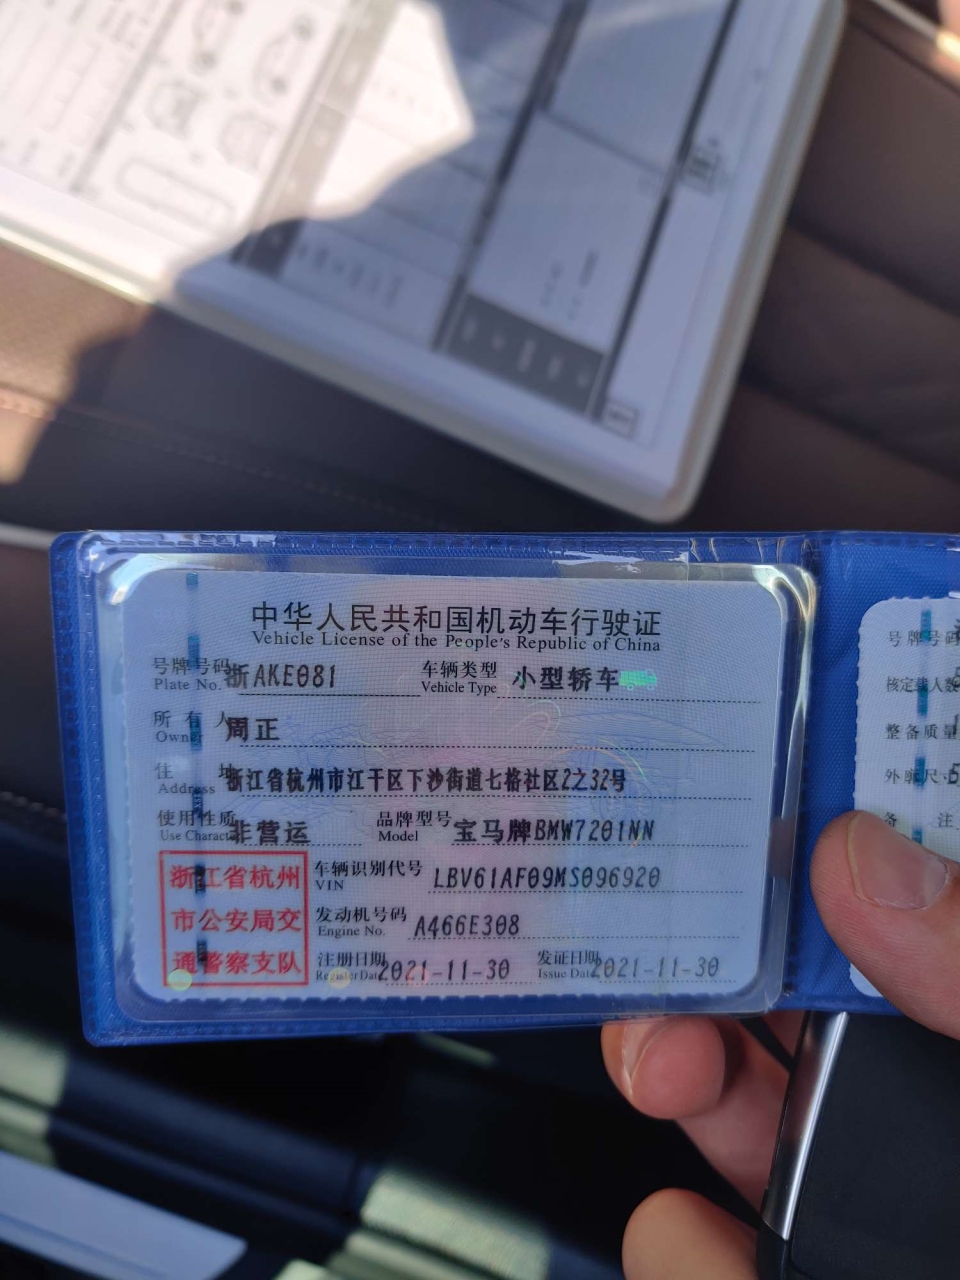 中华人民共和国机动车行驶证
Vehicle License of the People's Republic of China
号牌号码 浙AKE081 车辆类型 小型轿车
Plate No. Vehicle Type
所有人 周正
Owner
住址 浙江省杭州市江干区下沙街道七格社区2之32号
Address
使用性质 非营运 品牌型号 宝马牌BMW7201NN
Use Character Model
浙江省杭州
市公安局交
通警察支队
车辆识别代号 LBV61AF09MS096920
VIN
发动机号码 A466E308
Engine No.
注册日期 2021-11-30 发证日期 2021-11-30
Register Date Issue Date
号牌号码
核定载人数
整备质量
外廓尺
备注